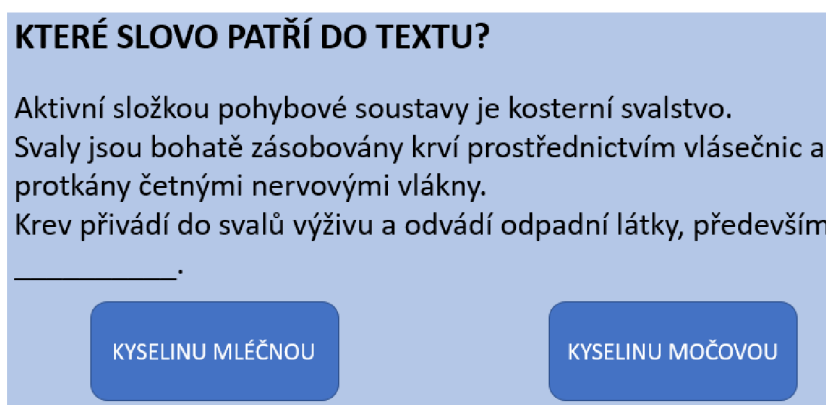 KTERÉ SLOVO PATŘÍ DO TEXTU?
Aktivní složkou pohybové soustavy je kosterní svalstvo.
Svaly jsou bohatě zásobovány krví prostřednictvím vlásečnic a
protkány četnými nervovými vlákny.
Krev přivádí do svalů výživu a odvádí odpadní látky, především
___________.
KYSELINU MLÉČNOU
KYSELINU MOČOVOU